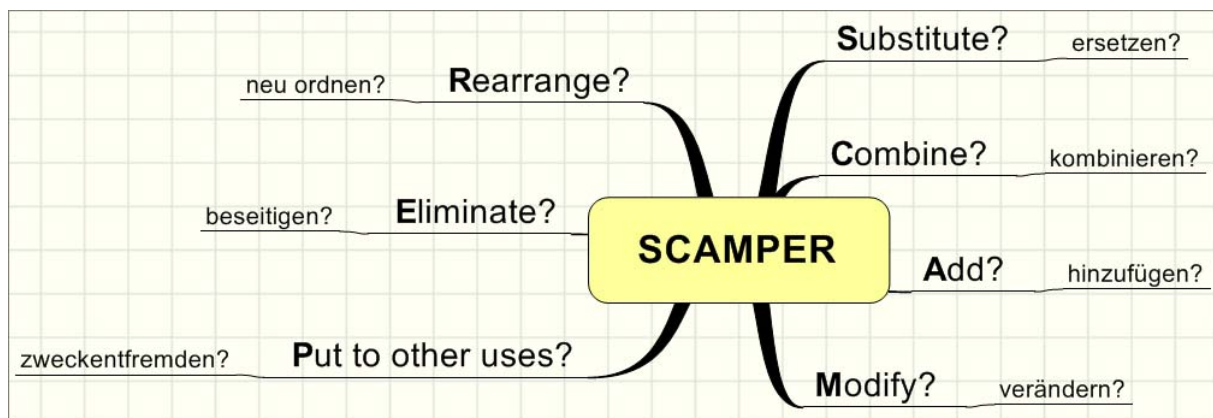 SCAMPER
Substitute? ersetzen?
Combine? kombinieren?
Add? hinzufügen?
Modify? verändern?
Put to other uses? zweckentfremden?
Eliminate? beseitigen?
Rearrange? neu ordnen?